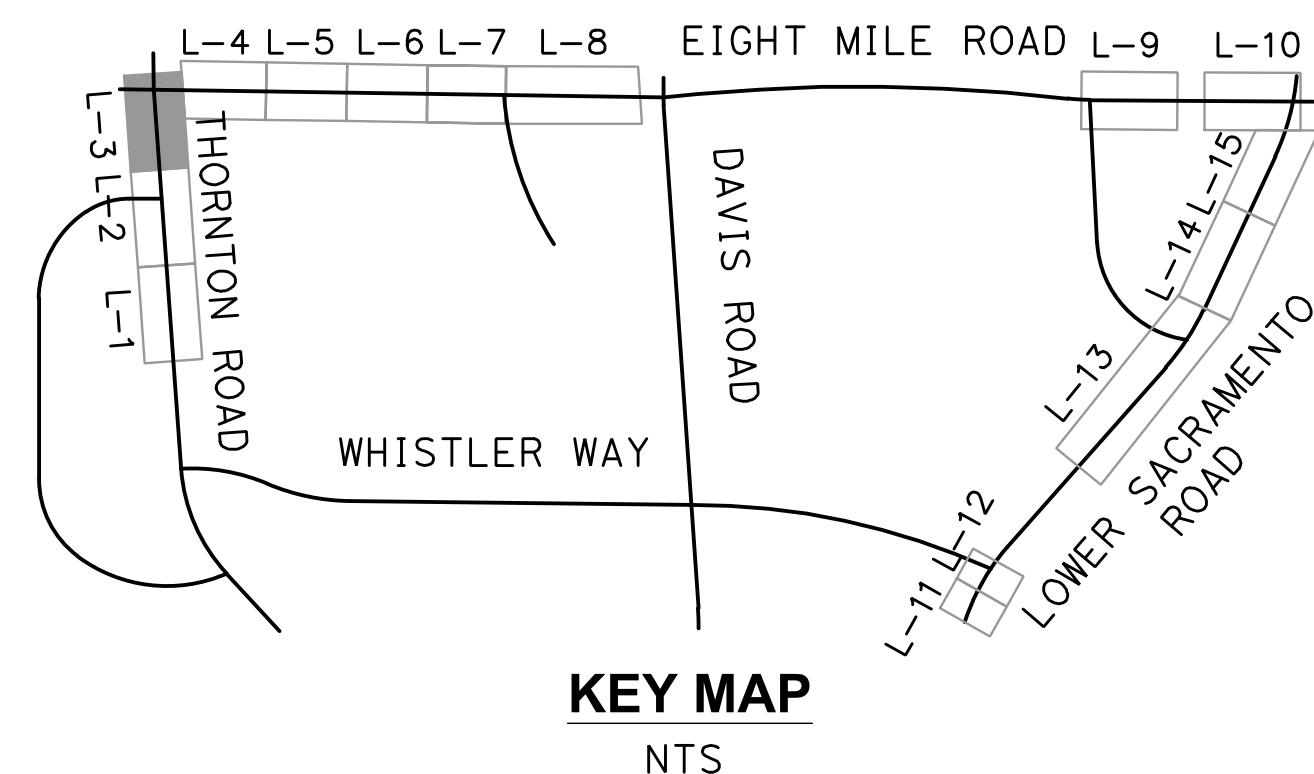 L-4 L-5 L-6 L-7 L-8 EIGHT MILE ROAD L-9 L-10
L-3
L-2
L-1
THORNTON ROAD
DAVIS ROAD
L-15
L-14
L-13
WHISTLER WAY
LOWER SACRAMENTO
ROAD
L-12
L-11
KEY MAP
NTS